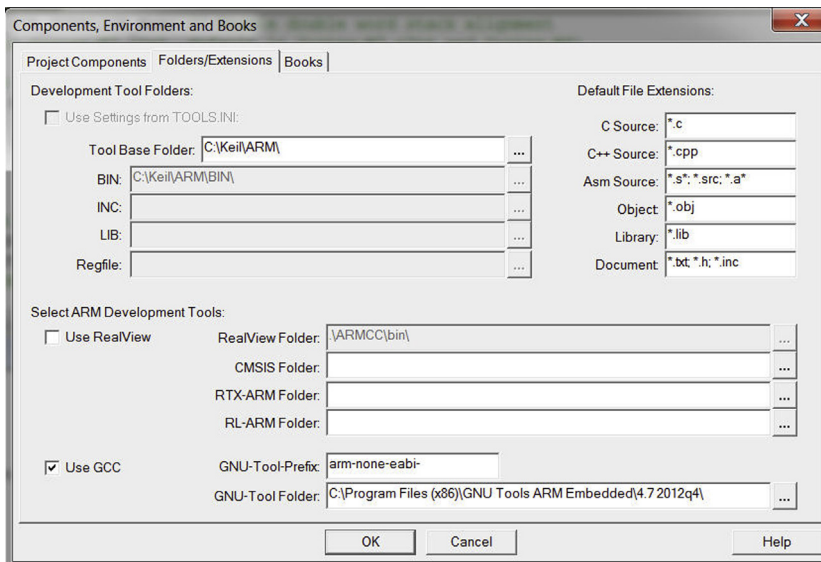 double word stack alignment
Components, Environment and Books
Project Components Folders/Extensions Books
Development Tool Folders:
Default File Extensions:
Use Settings from TOOLS.INI:
Tool Base Folder: C:\Keil\ARM\ ...
BIN: C:\Keil\ARM\BIN\ ...
INC: ...
LIB: ...
Regfile: ...
C Source: *.c
C++ Source: *.cpp
Asm Source: *.s*; *.src; *.a*
Object: *.obj
Library: *.lib
Document: *.txt; *.h; *.inc
Select ARM Development Tools:
Use RealView RealView Folder: .\ARMCC\bin\ ...
CMSIS Folder: ...
RTX-ARM Folder: ...
RL-ARM Folder: ...
Use GCC GNU-Tool-Prefix: arm-none-eabi-
GNU-Tool Folder: C:\Program Files (x86)\GNU Tools ARM Embedded\4.7 2012q4\ ...
OK Cancel Help